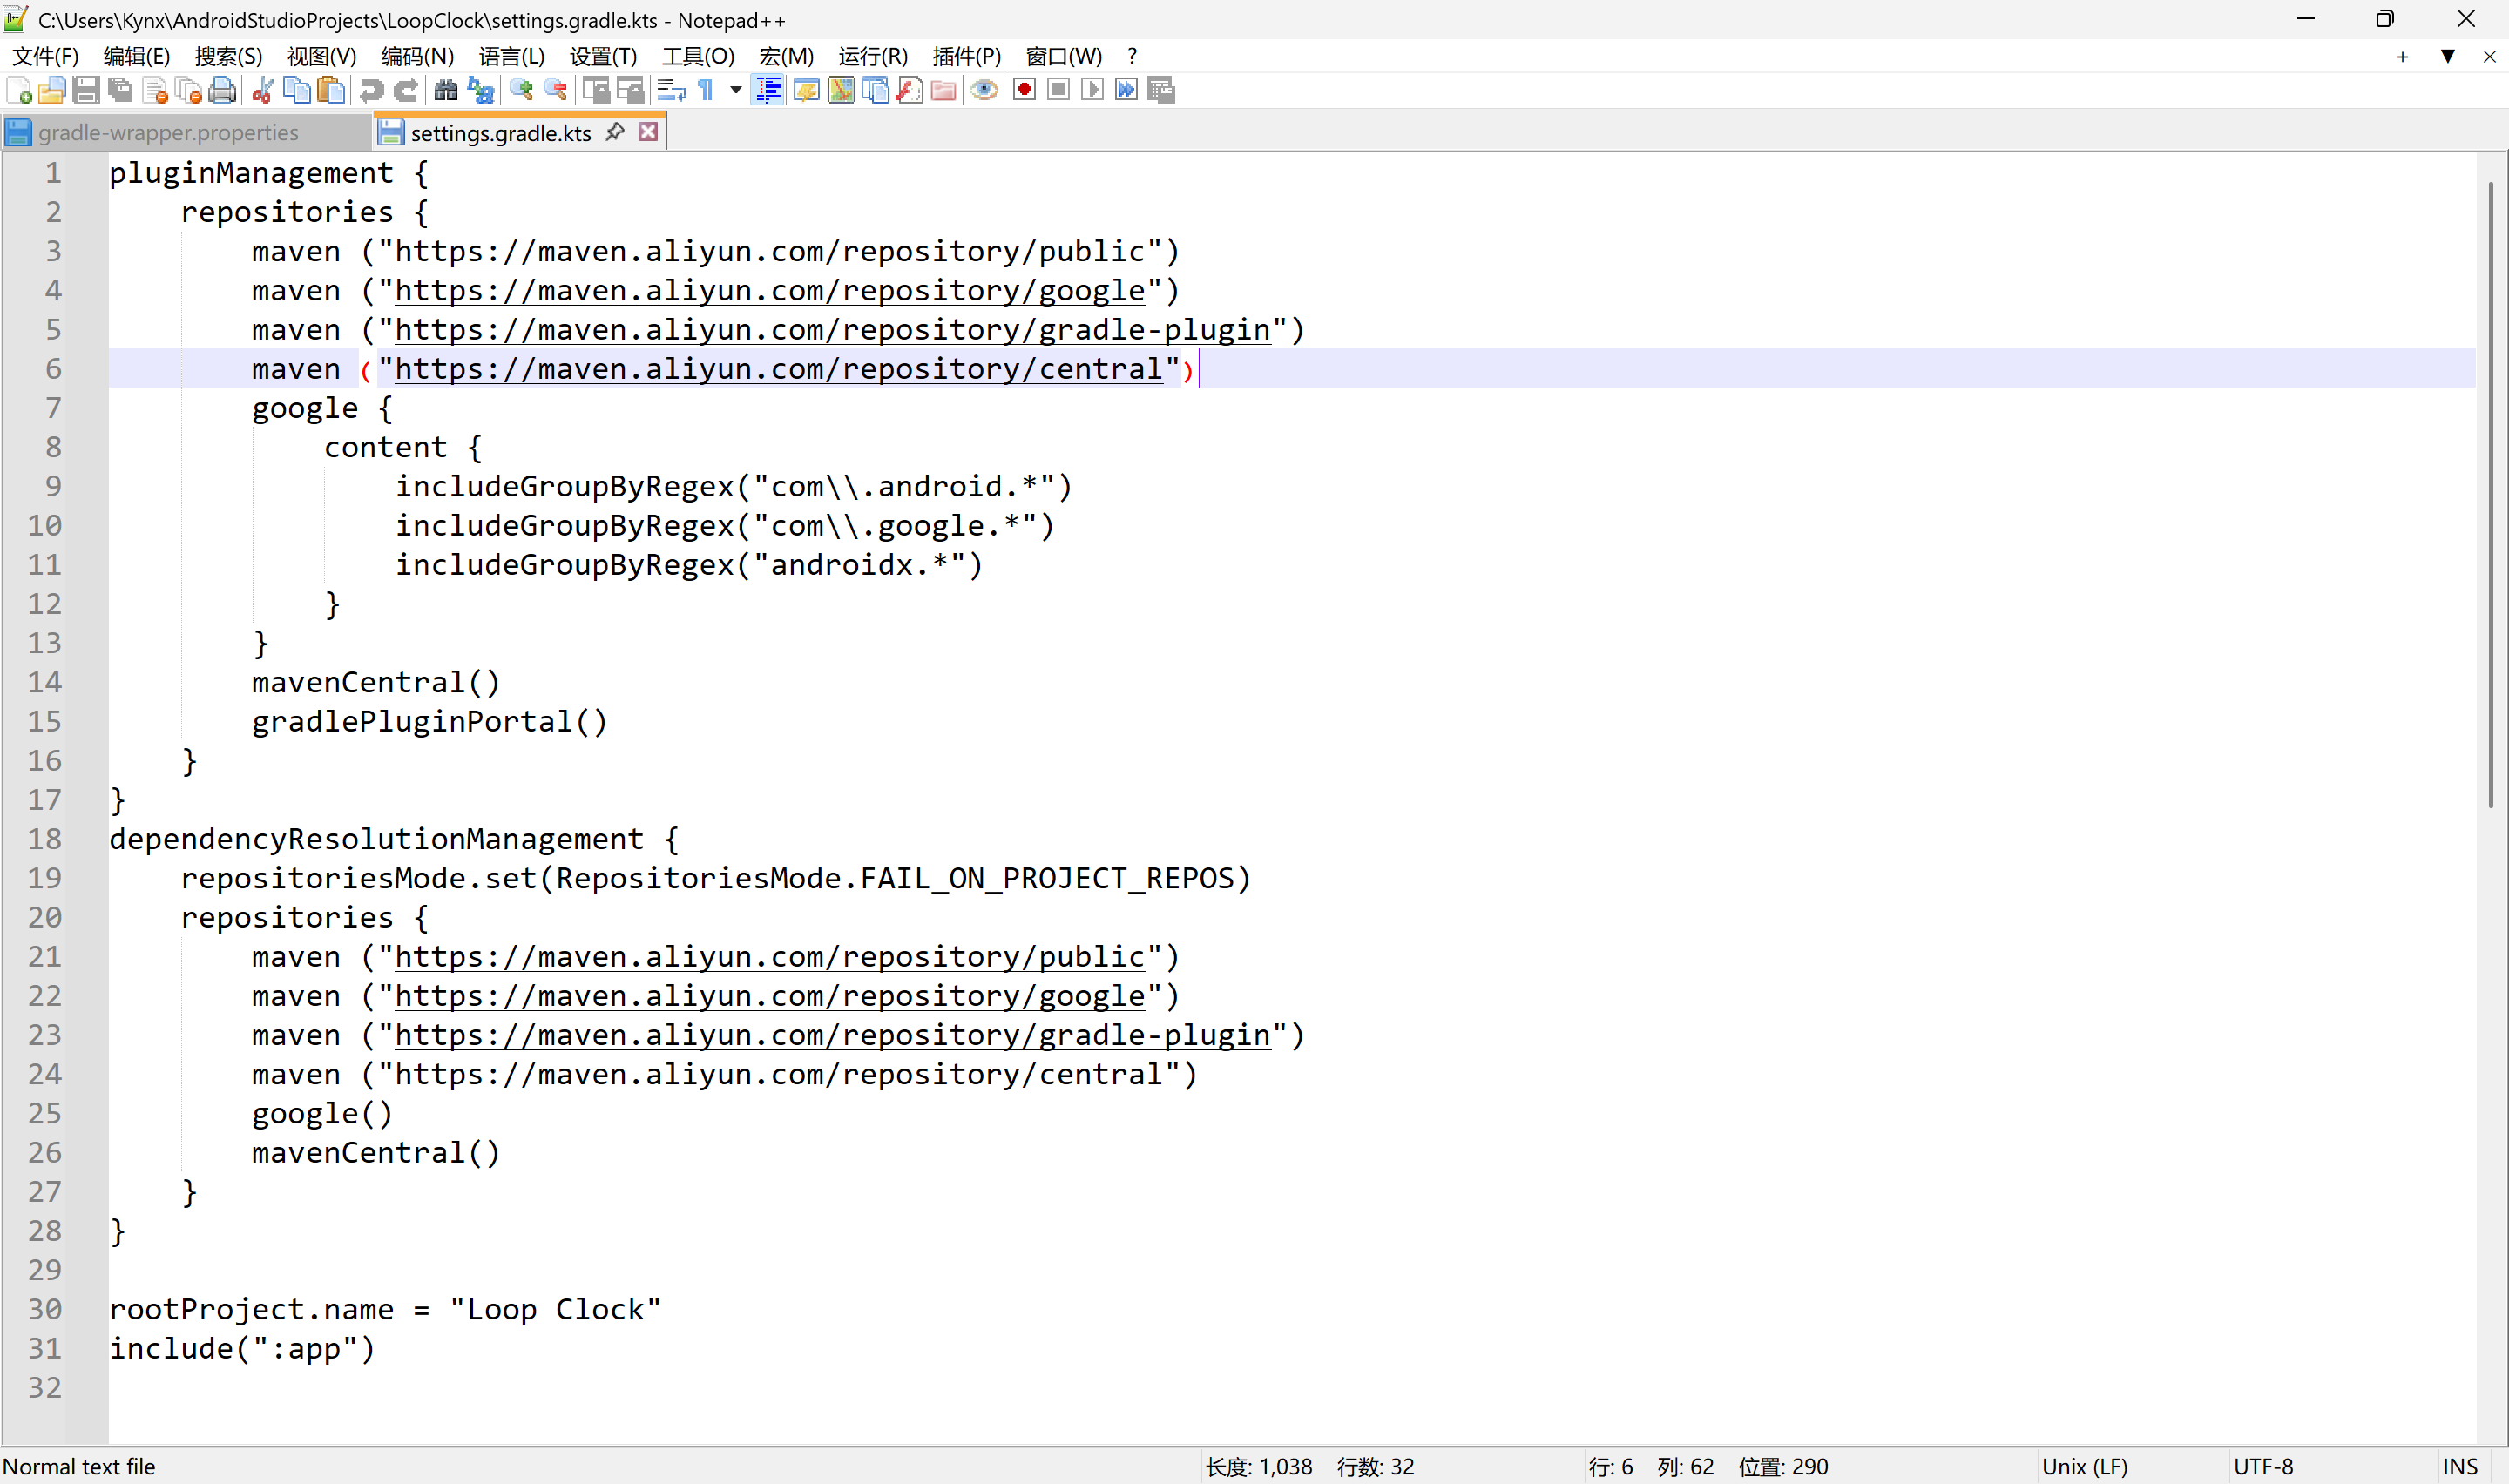 C:\Users\Kynx\AndroidStudioProjects\LoopClock\settings.gradle.kts - Notepad++
文件(F) 编辑(E) 搜索(S) 视图(V) 编码(N) 语言(L) 设置(T) 工具(O) 宏(M) 运行(R) 插件(P) 窗口(W) ?
gradle-wrapper.properties settings.gradle.kts
1 pluginManagement {
2     repositories {
3         maven ("https://maven.aliyun.com/repository/public")
4         maven ("https://maven.aliyun.com/repository/google")
5         maven ("https://maven.aliyun.com/repository/gradle-plugin")
6         maven ("https://maven.aliyun.com/repository/central")
7         google {
8             content {
9                 includeGroupByRegex("com\\.android.*")
10                 includeGroupByRegex("com\\.google.*")
11                 includeGroupByRegex("androidx.*")
12             }
13         }
14         mavenCentral()
15         gradlePluginPortal()
16     }
17 }
18 dependencyResolutionManagement {
19     repositoriesMode.set(RepositoriesMode.FAIL_ON_PROJECT_REPOS)
20     repositories {
21         maven ("https://maven.aliyun.com/repository/public")
22         maven ("https://maven.aliyun.com/repository/google")
23         maven ("https://maven.aliyun.com/repository/gradle-plugin")
24         maven ("https://maven.aliyun.com/repository/central")
25         google()
26         mavenCentral()
27     }
28 }
29
30 rootProject.name = "Loop Clock"
31 include(":app")
32
Normal text file 长度: 1,038 行数: 32 行: 6 列: 62 位置: 290 Unix (LF) UTF-8 INS